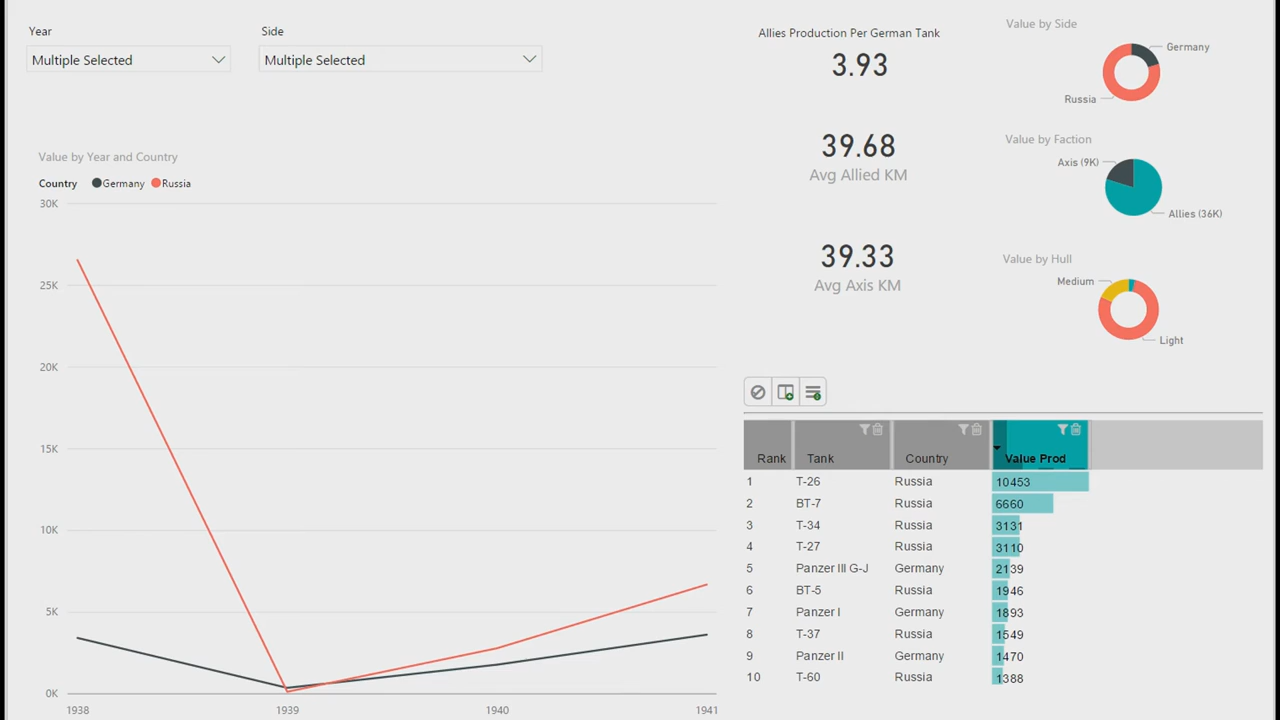 Year
Multiple Selected
Side
Multiple Selected
Value by Year and Country
Country Germany Russia
30K
25K
20K
15K
10K
5K
0K
1938 1939 1940 1941
Allies Production Per German Tank
3.93
39.68
Avg Allied KM
39.33
Avg Axis KM
Value by Side
Germany
Russia
Value by Faction
Axis (9K)
Allies (36K)
Value by Hull
Medium
Light
Rank Tank Country Value Prod
1 T-26 Russia 10453
2 BT-7 Russia 6660
3 T-34 Russia 3131
4 T-27 Russia 3110
5 Panzer III G-J Germany 2139
6 BT-5 Russia 1946
7 Panzer I Germany 1893
8 T-37 Russia 1549
9 Panzer II Germany 1470
10 T-60 Russia 1388